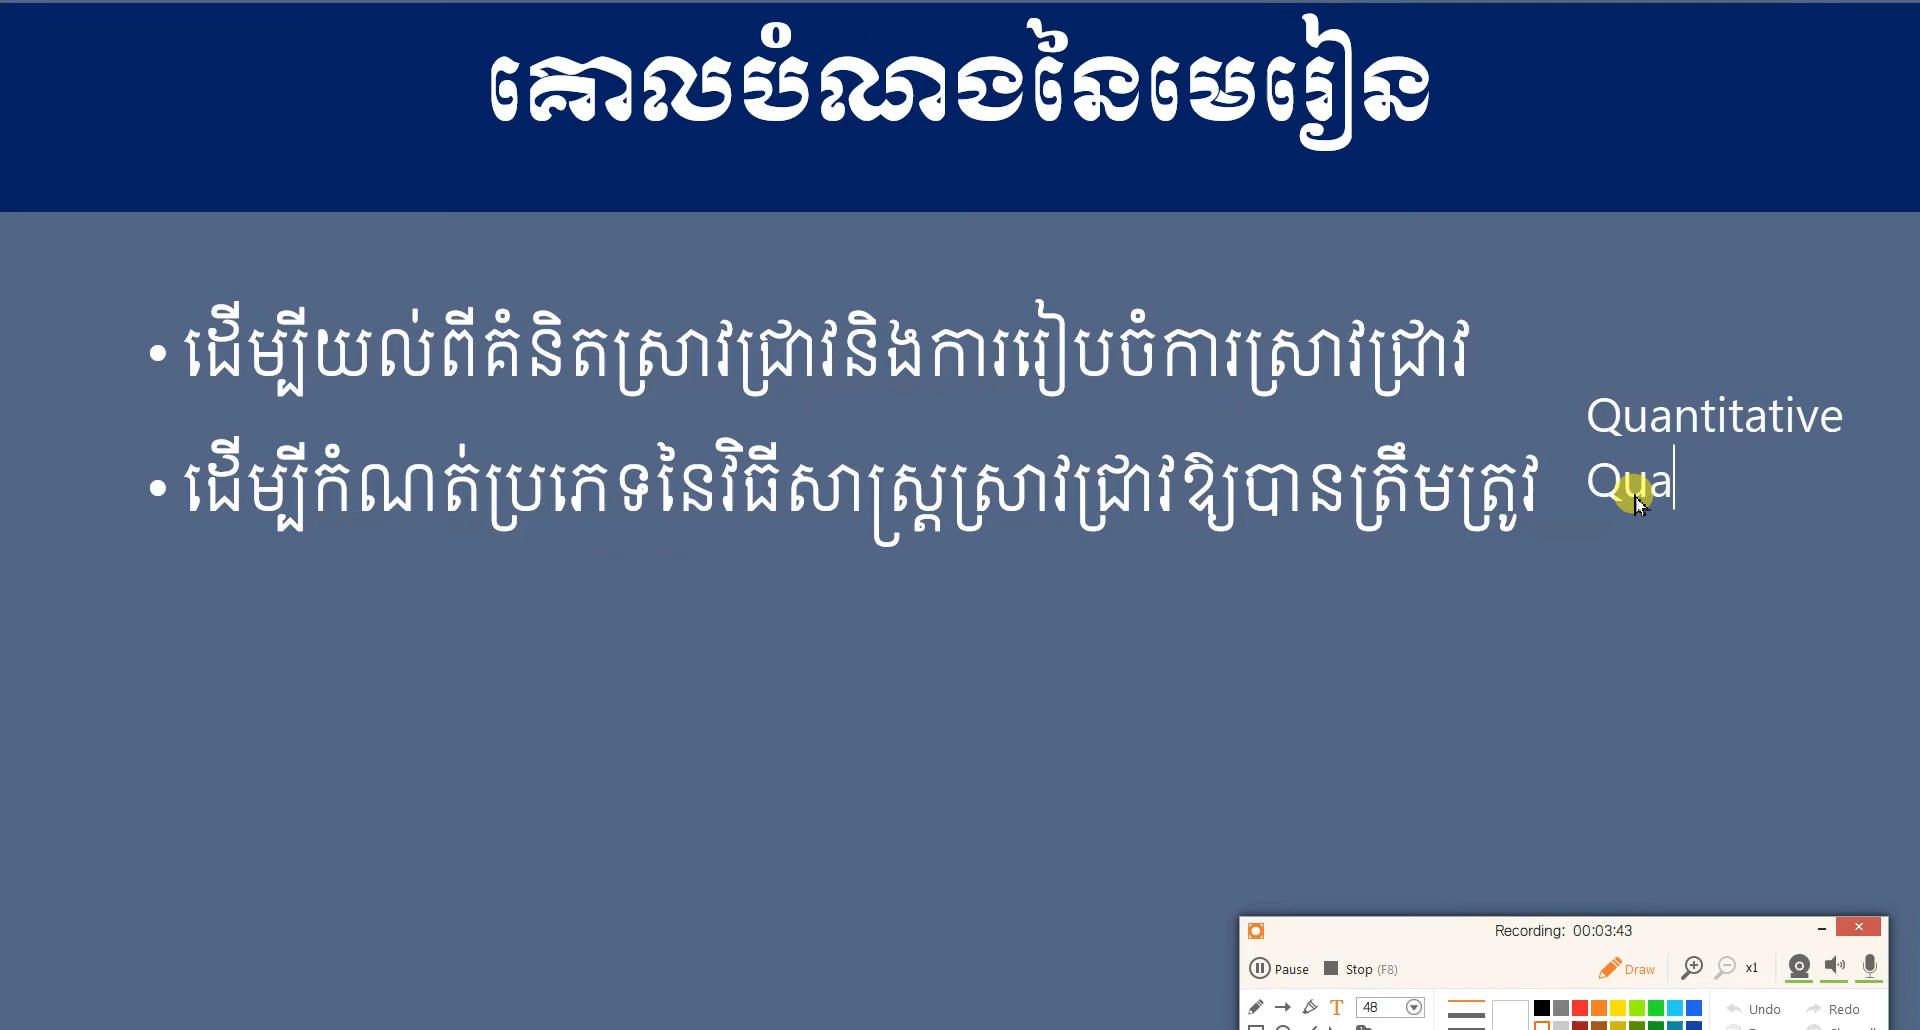 គោលបំណងនៃមេរៀន
• ដើម្បីយល់ពីគំនិតស្រាវជ្រាវនិងការរៀបចំការស្រាវជ្រាវ
Quantitative
• ដើម្បីកំណត់ប្រភេទនៃវិធីសាស្ត្រស្រាវជ្រាវឱ្យបានត្រឹមត្រូវ
Qua
Recording: 00:03:43
Pause Stop (F8) Draw x1
48 Undo Redo